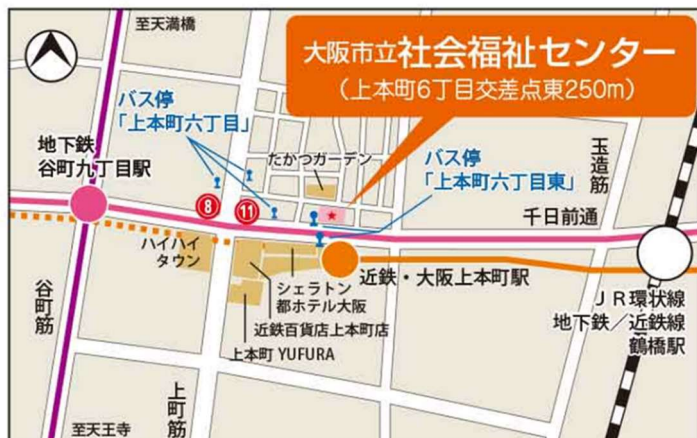 至天満橋
大阪市立社会福祉センター
(上本町6丁目交差点東250m)
バス停
「上本町六丁目」
地下鉄
谷町九丁目駅
たかつガーデン
バス停
「上本町六丁目東」
玉造筋
8
11
千日前通
ハイハイ
タウン
シェラトン
都ホテル大阪
近鉄・大阪上本町駅
近鉄百貨店上本町店
上本町 YUFURA
JR環状線
地下鉄/近鉄線
鶴橋駅
谷町筋
上町筋
至天王寺